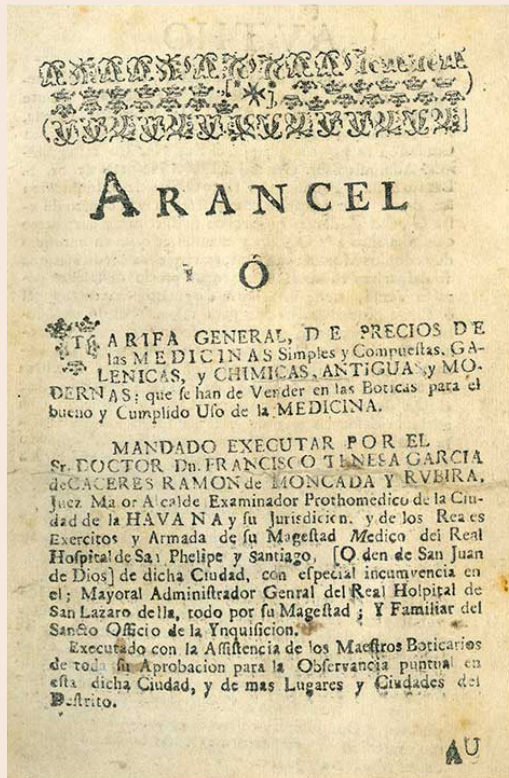 ARANCEL
Ó
TARIFA GENERAL, DE PRECIOS DE
las MEDICINAS Simples y Compuestas, GA-
LENICAS, y CHIMICAS, ANTIGUAS, y MO-
DERNAS; que se han de Vender en las Boticas para el
bueno y Cumplido Uso de la MEDICINA.
MANDADO EXECUTAR POR EL
Sr. DOCTOR Dn. FRANCISCO TENESA GARCIA
de CACERES RAMON de MONCADA Y RVBIRA,
Juez Ma or Alcalde Examinador Prothomedico de la Ciu-
dad de la HAVANA y su Jurisdicion, y de los Reales
Exercitos y Armada de su Magestad Medico del Real
Hospital de San Phelipe y Santiago, [O den de San Juan
de Dios] de dicha Ciudad, con especial incumvencia en
el; Mayoral Administrador Genral del Real Hospital de
San Lazaro della, todo por su Magestad; Y Familiar del
Sancto Officio de la Ynquisicion.
Executado con la Assistencia de los Maestros Boticarios
de toda su Aprobacion para la Observancia puntual en
esta dicha Ciudad, y de mas Lugares y Ciudades del
Destrito.
AU